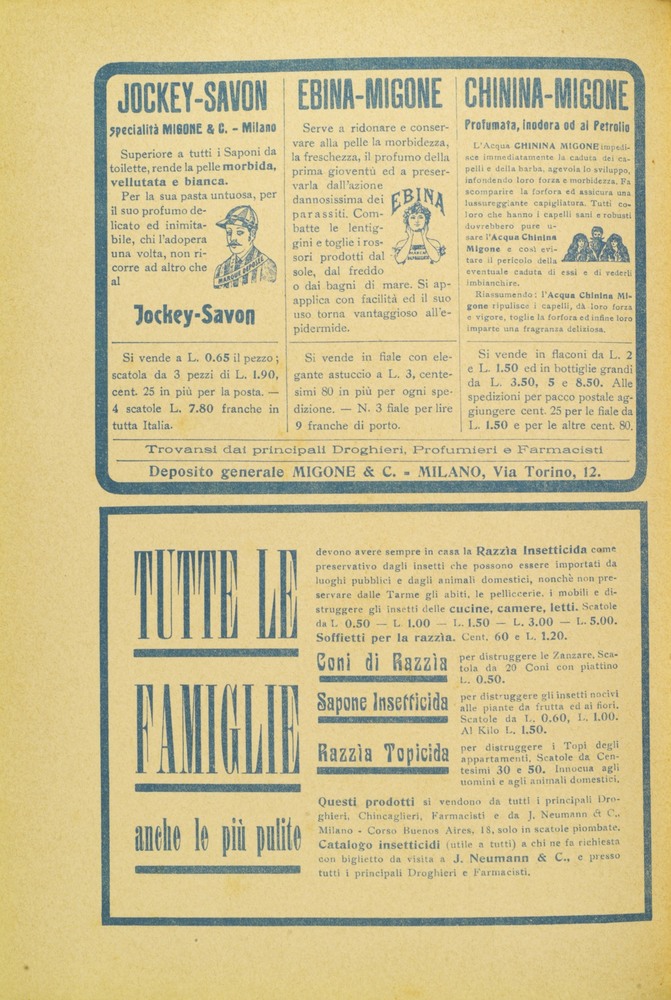 JOCKEY-SAVON
Specialità MIGONE & C. - Milano
Superiore a tutti i Saponi da
toilette, rende la pelle morbida,
vellutata e bianca.
Per la sua pasta untuosa, per
il suo profumo de-
licato ed inimita-
bile, chi l'adopera
una volta, non ri-
corre ad altro che
al
MARQUE DEPOSÉE
Jockey-Savon
Si vende a L. 0.65 il pezzo;
scatola da 3 pezzi di L. 1.90,
cent. 25 in più per la posta. —
4 scatole L. 7.80 franche in
tutta Italia.
EBINA-MIGONE
Serve a ridonare e conser-
vare alla pelle la morbidezza,
la freschezza, il profumo della
prima gioventù ed a preser-
varla dall'azione
dannosissima dei
parassiti. Com-
batte le lentig-
gini e toglie i ros-
sori prodotti dal
sole, dal freddo
o dai bagni di mare. Si ap-
applica con facilità ed il suo
uso torna vantaggioso all'e-
pidermide.
EBINA
Si vende in fiale con ele-
gante astuccio a L. 3, cente-
simi 80 in più per ogni spe-
dizione. — N. 3 fiale per lire
9 franche di porto.
CHININA-MIGONE
Profumata, inodora od al Petrolio
L'Acqua CHININA MIGONE impedi-
sce immediatamente la caduta dei ca-
pelli e della barba, agevola lo sviluppo,
infondendo loro forza e morbidezza. Fa
scomparire la forfora ed assicura una
lussureggiante capigliatura. Tutti co-
loro che hanno i capelli sani e robusti
dovrebbero pure u-
sare l'Acqua Chinina
Migone e così evi-
tare il pericolo della
eventuale caduta di essi e di vederli
imbianchire.
Riassumendo: l'Acqua Chinina Mi-
gone ripulisce i capelli, dà loro forza
e vigore, toglie la forfora ed infine loro
imparte una fragranza deliziosa.
Si vende in flaconi da L. 2
e L. 1.50 ed in bottiglie grandi
da L. 3.50, 5 e 8.50. Alle
spedizioni per pacco postale ag-
giungere cent. 25 per le fiale da
L. 1.50 e per le altre cent. 80.
Trovansi dai principali Droghieri, Profumieri e Farmacisti
Deposito generale MIGONE & C. - MILANO, Via Torino, 12.
TUTTE LE
FAMIGLIE
anche le più pulite
devono avere sempre in casa la Razzìa Insetticida come
preservativo dagli insetti che possono essere importati da
luoghi pubblici e dagli animali domestici, nonchè non pre-
servare dalle Tarme gli abiti, le pelliccerie, i mobili e di-
struggere gli insetti delle cucine, camere, letti. Scatole
da L. 0.50 — L. 1.00 — L. 1.50 — L. 3.00 — L. 5.00.
Soffietti per la razzìa. Cent. 60 e L. 1.20.
Coni di Razzìa
per distruggere le Zanzare. Sca-
tola da 20 Coni con piattino
L. 0.50.
Sapone Insetticida
per distruggere gli insetti nocivi
alle piante da frutta ed ai fiori.
Scatole da L. 0.60, L. 1.00.
Al Kilo L. 1.50.
Razzìa Topicida
per distruggere i Topi degli
appartamenti. Scatole da Cen-
tesimi 30 e 50. Innocua agli
uomini e agli animali domestici.
Questi prodotti si vendono da tutti i principali Dro-
ghieri, Chincaglieri, Farmacisti e da J. Neumann & C.,
Milano - Corso Buenos Aires, 18, solo in scatole piombate.
Catalogo insetticidi (utile a tutti) a chi ne fa richiesta
con biglietto da visita a J. Neumann & C., e presso
tutti i principali Droghieri e Farmacisti.